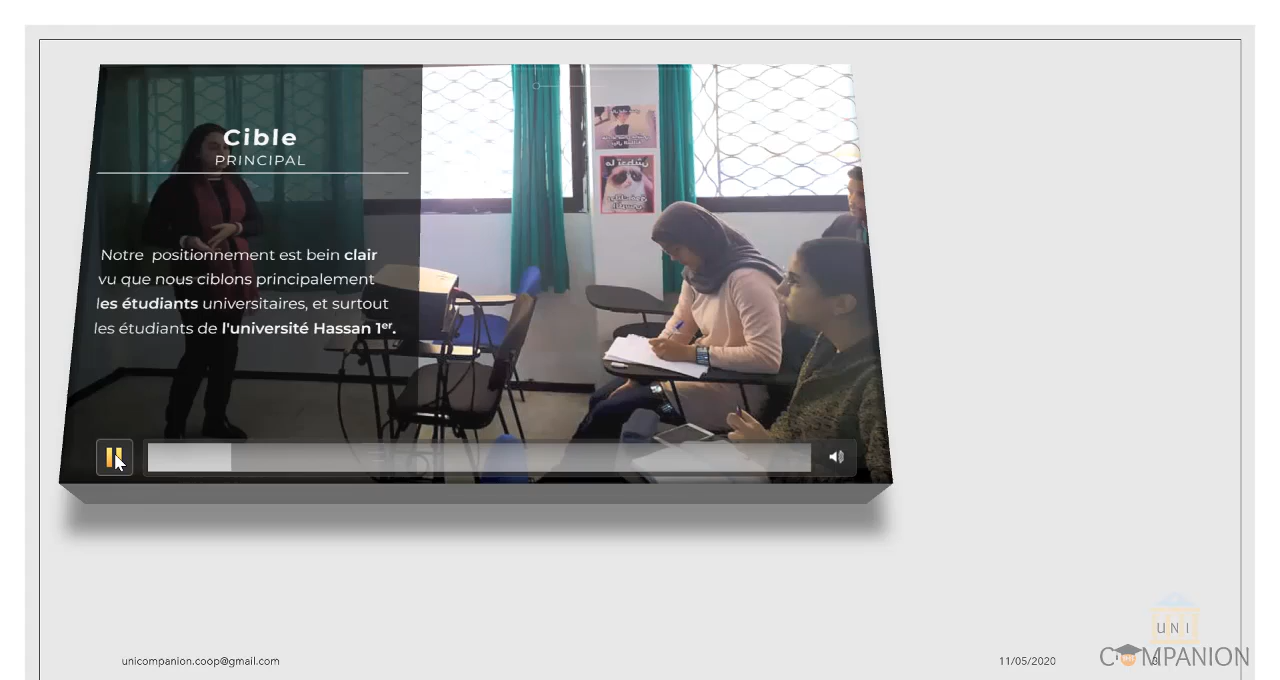 Cible
PRINCIPAL
Notre positionnement est bein clair
vu que nous ciblons principalement
les étudiants universitaires, et surtout
les étudiants de l'université Hassan 1er.
unicompanion.coop@gmail.com
11/05/2020
UNI
COMPANION